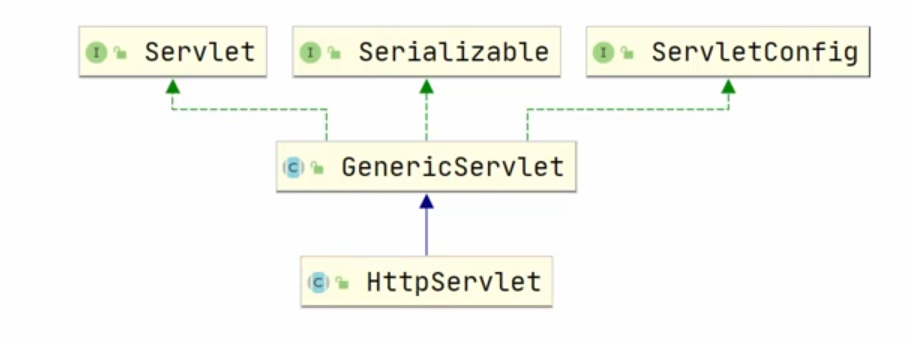 I Servlet
I Serializable
I ServletConfig
C GenericServlet
C HttpServlet